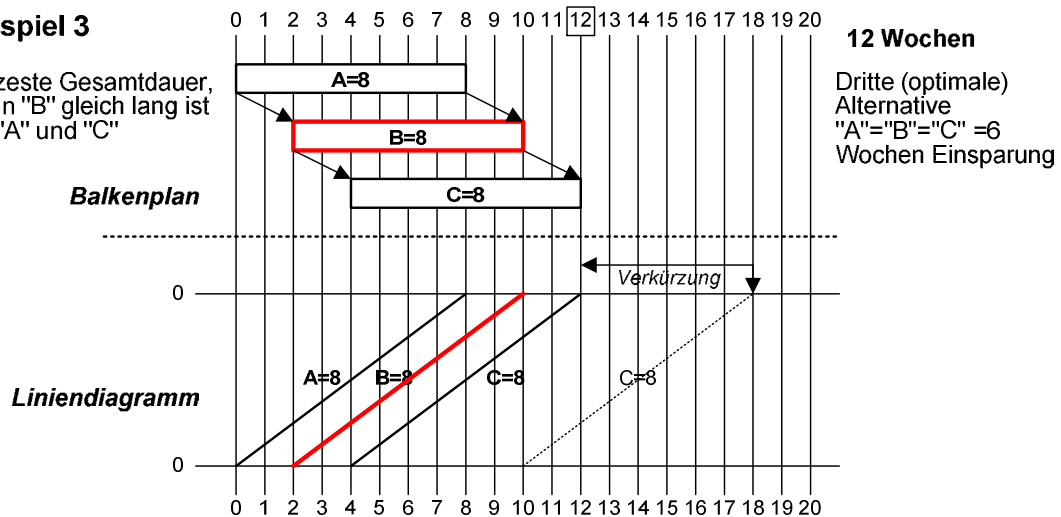 spiel 3
zeste Gesamtdauer,
n "B" gleich lang ist
"A" und "C"
0 1 2 3 4 5 6 7 8 9 10 11 12 13 14 15 16 17 18 19 20
12 Wochen
Dritte (optimale)
Alternative
"A"="B"="C" =6
Wochen Einsparung
A=8
B=8
C=8
Balkenplan
Verkürzung
0
A=8 B=8 C=8 C=8
Liniendiagramm
0
0 1 2 3 4 5 6 7 8 9 10 11 12 13 14 15 16 17 18 19 20